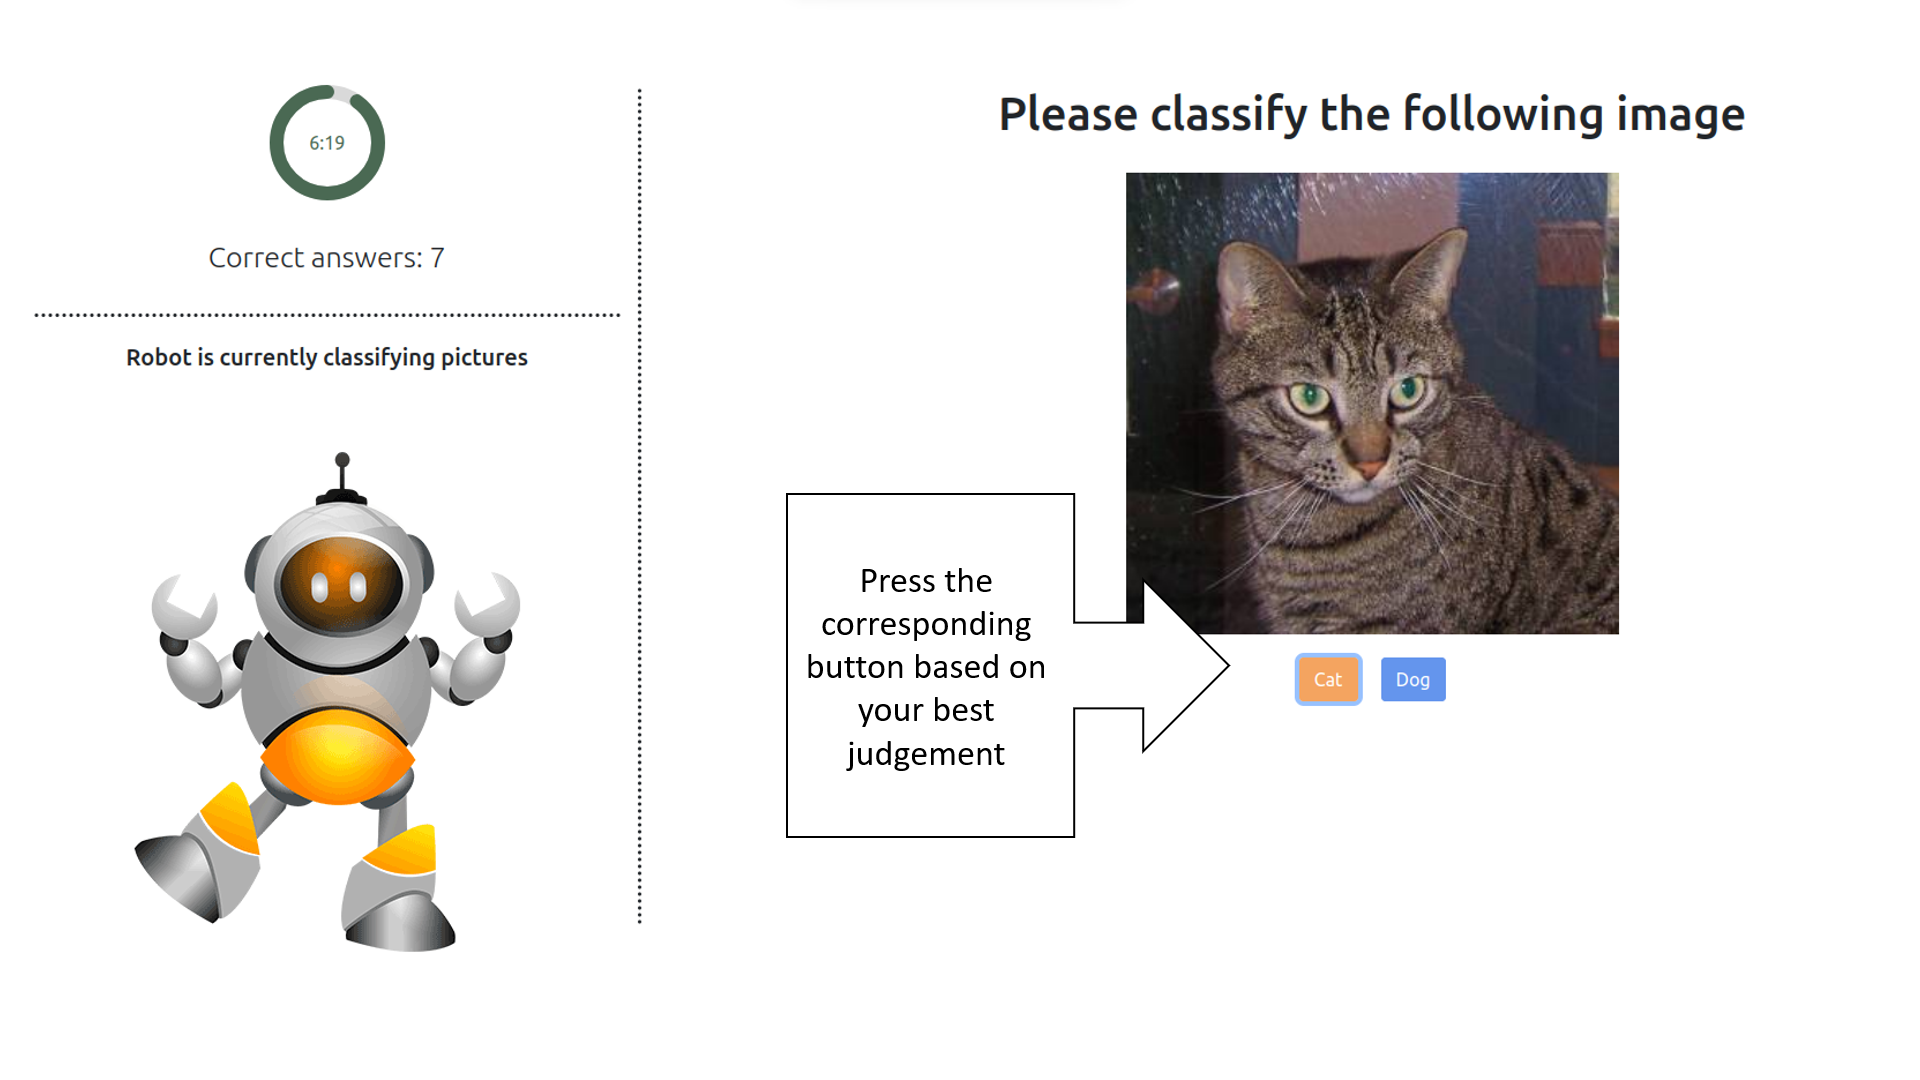 6:19
Correct answers: 7
Robot is currently classifying pictures
Please classify the following image
Press the
corresponding
button based on
your best
judgement
Cat
Dog